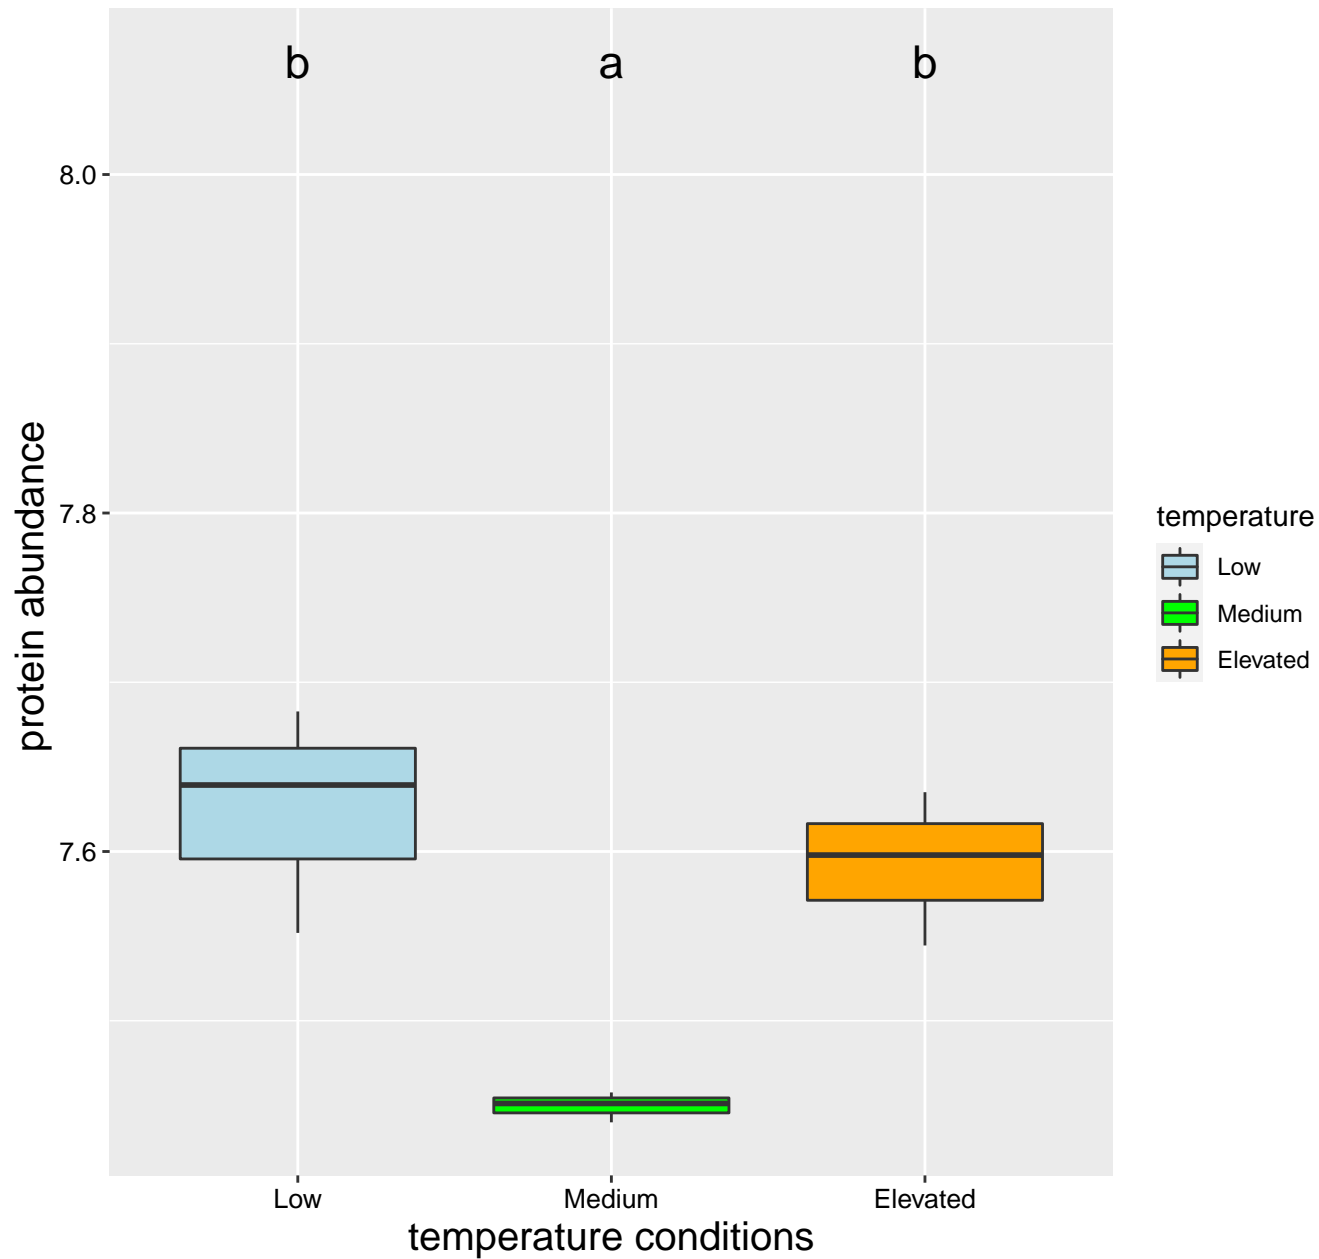 b a b
8.0
7.8
7.6
protein abundance
Low Medium Elevated
temperature conditions
temperature
Low
Medium
Elevated